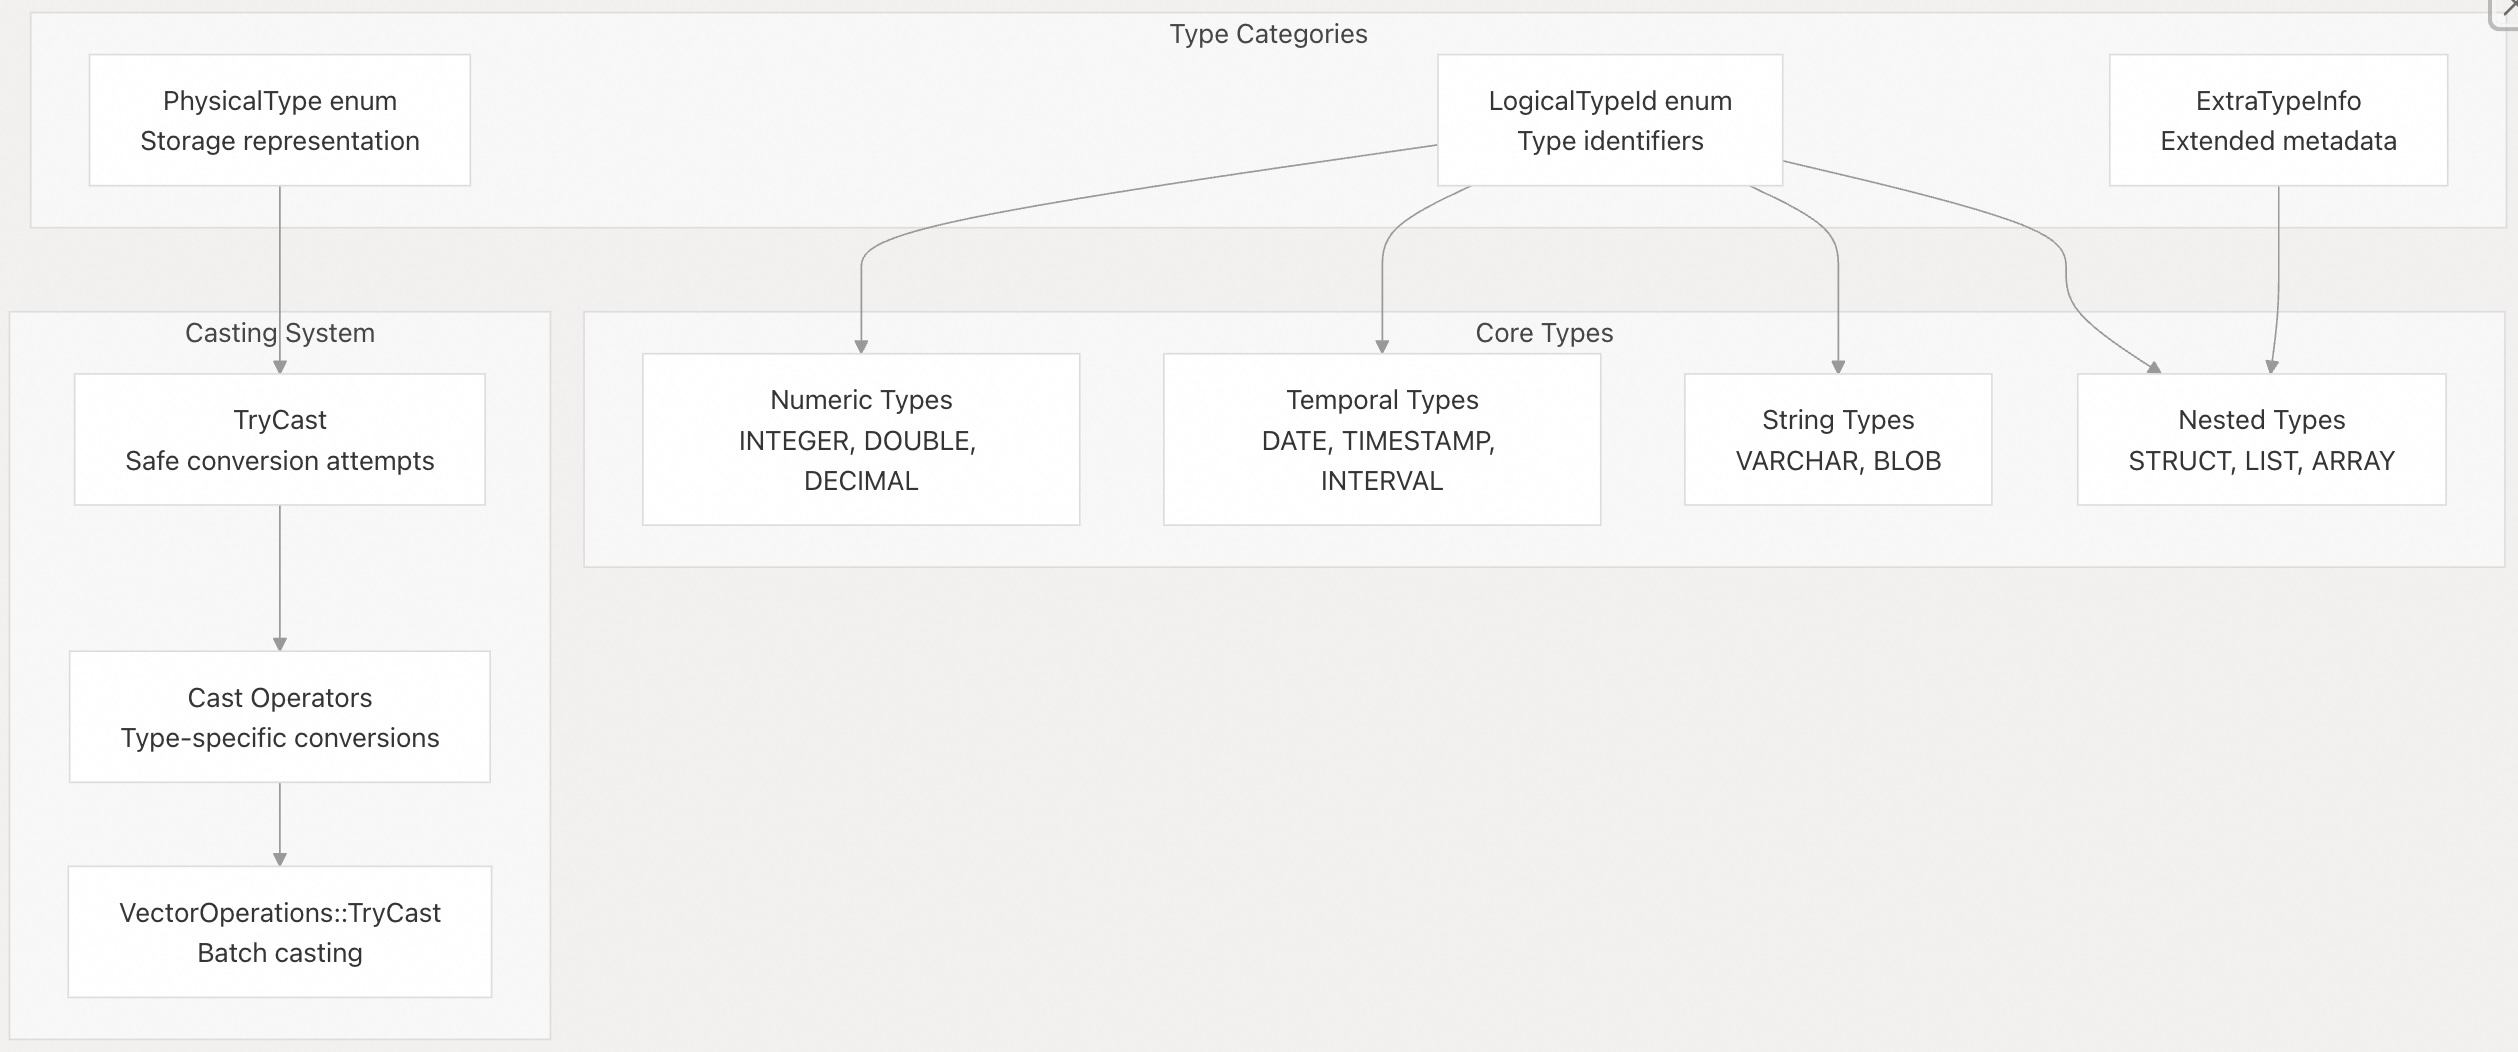 Type Categories
PhysicalType enum
Storage representation
LogicalTypeId enum
Type identifiers
ExtraTypeInfo
Extended metadata
Casting System
TryCast
Safe conversion attempts
Cast Operators
Type-specific conversions
VectorOperations::TryCast
Batch casting
Core Types
Numeric Types
INTEGER, DOUBLE,
DECIMAL
Temporal Types
DATE, TIMESTAMP,
INTERVAL
String Types
VARCHAR, BLOB
Nested Types
STRUCT, LIST, ARRAY